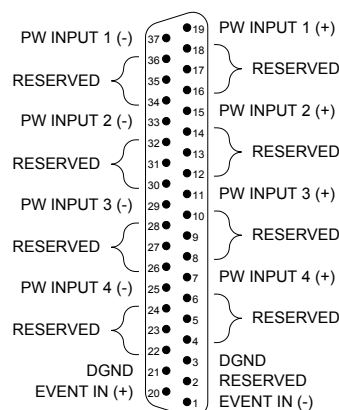 19 PW INPUT 1 (+)
PW INPUT 1 (-) 37
18
36
17 RESERVED
RESERVED 35
16
34
15 PW INPUT 2 (+)
PW INPUT 2 (-) 33
14
32
13 RESERVED
RESERVED 31
12
30
11 PW INPUT 3 (+)
PW INPUT 3 (-) 29
10
28
9 RESERVED
RESERVED 27
8
26
7 PW INPUT 4 (+)
PW INPUT 4 (-) 25
6
24
5 RESERVED
RESERVED 23
4
22
3 DGND
DGND 21
2 RESERVED
EVENT IN (+) 20
1 EVENT IN (-)